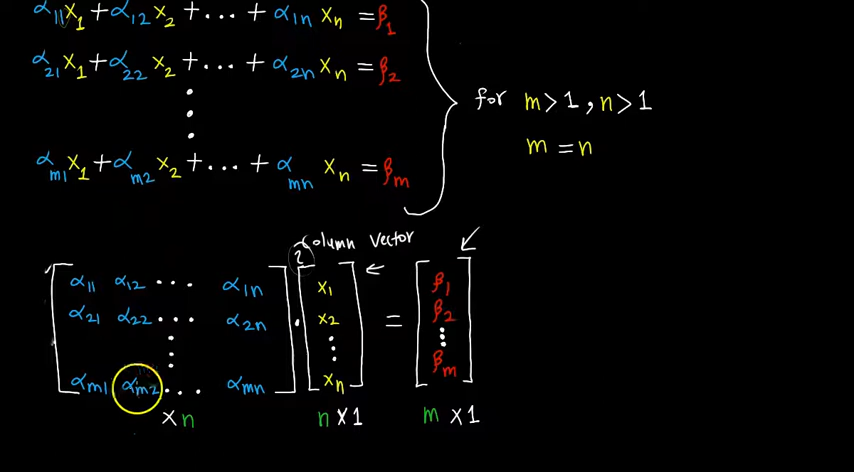 α11x1 + α12 x2 + ... + α1n xn = β1
α21 x1 + α22 x2 + ... + α2n xn = β2
for m > 1 , n > 1
m = n
αm1 x1 + αm2 x2 + ... + αmn xn = βm
column vector
α11 α12 ... α1n x1 β1
α21 α22 ... α2n . x2 = β2
αm1 αm2 ... αmn xn βm
x n n x 1 m x 1